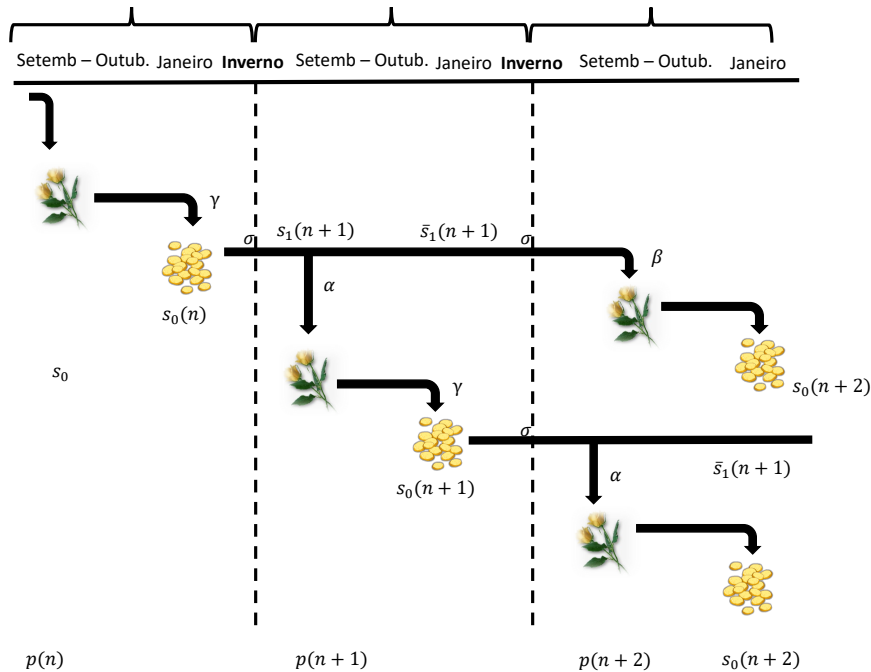 Setemb – Outub. Janeiro Inverno Setemb – Outub. Janeiro Inverno Setemb – Outub. Janeiro
γ
σ s₁(n + 1) s̄₁(n + 1) σ
β
α
s₀(n)
s₀
γ
s₀(n + 2)
σ
s̄₁(n + 1)
α
s₀(n + 1)
p(n) p(n + 1) p(n + 2) s₀(n + 2)